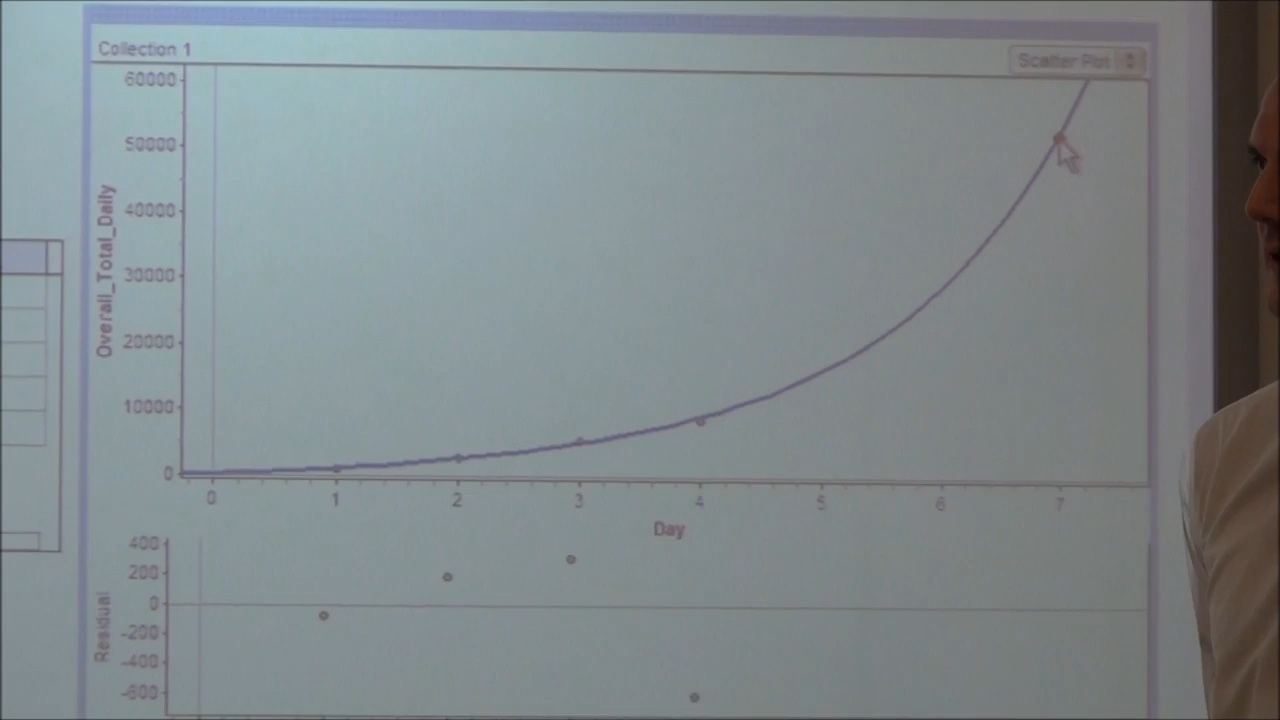 Collection 1
Scatter Plot
60000
50000
40000
30000
20000
10000
0
Overall_Total_Daily
0 1 2 3 4 5 6 7
Day
400
200
0
-200
-400
-600
Residual